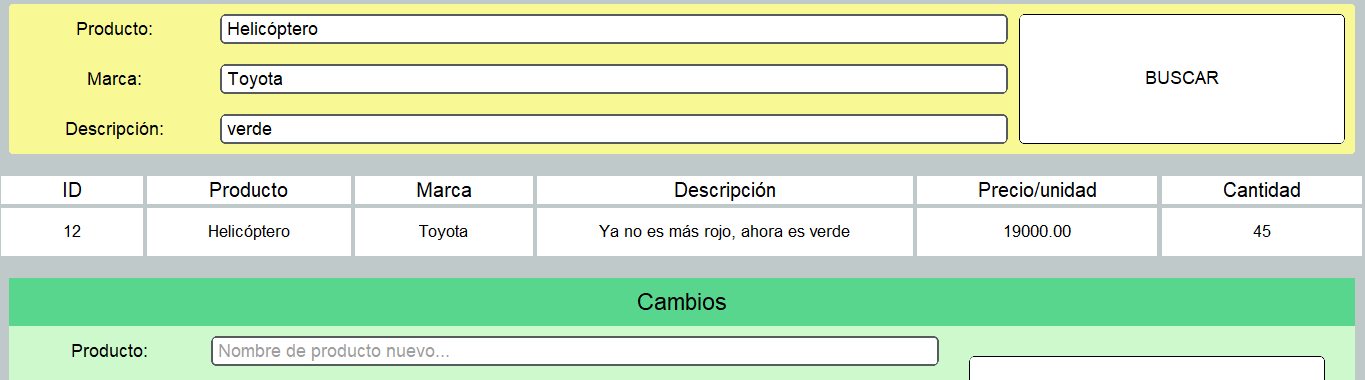 Producto: Helicóptero
BUSCAR
Marca: Toyota
Descripción: verde
ID Producto Marca Descripción Precio/unidad Cantidad
12 Helicóptero Toyota Ya no es más rojo, ahora es verde 19000.00 45
Cambios
Producto: Nombre de producto nuevo...